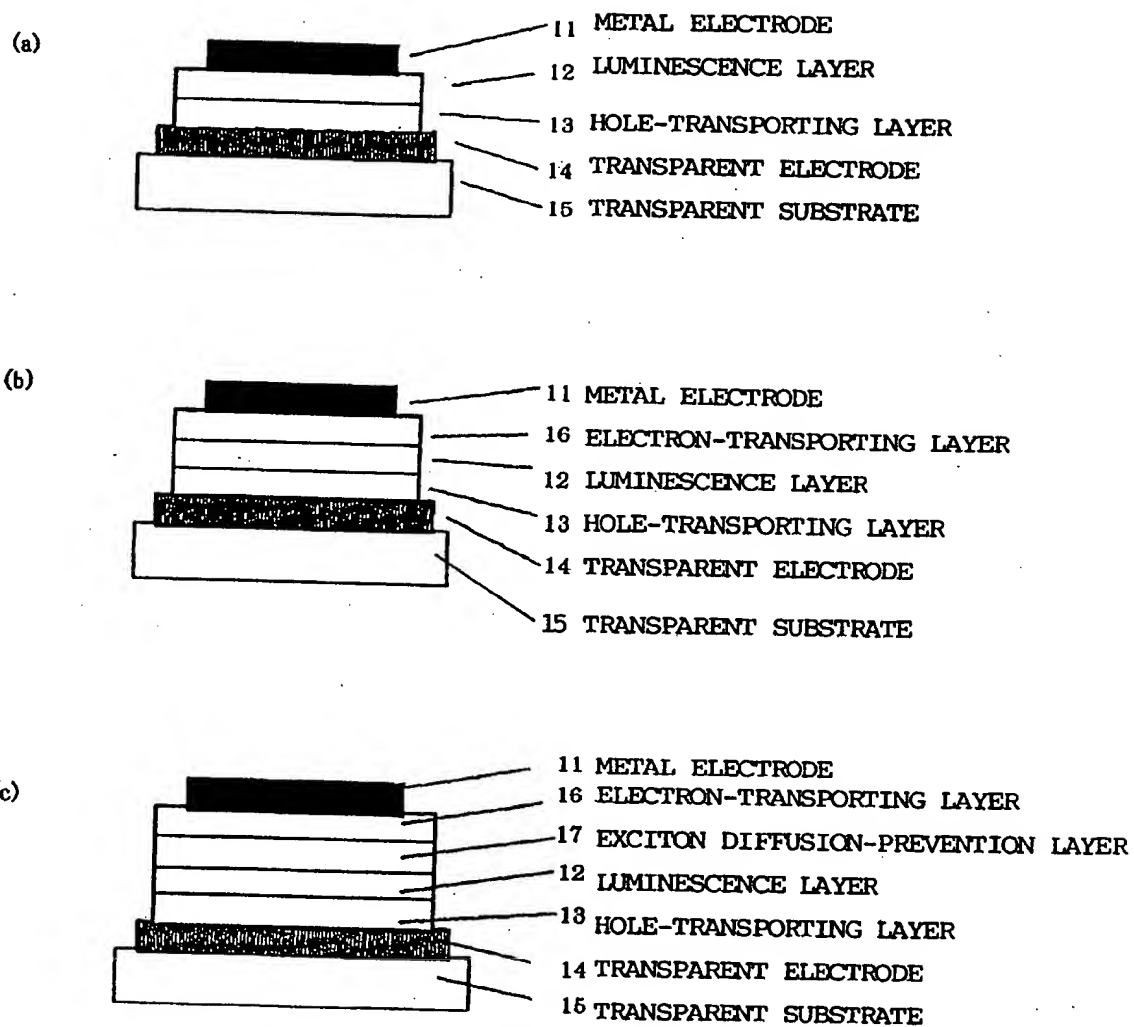 (a)
11 METAL ELECTRODE
12 LUMINESCENCE LAYER
13 HOLE-TRANSPORTING LAYER
14 TRANSPARENT ELECTRODE
15 TRANSPARENT SUBSTRATE
(b)
11 METAL ELECTRODE
16 ELECTRON-TRANSPORTING LAYER
12 LUMINESCENCE LAYER
13 HOLE-TRANSPORTING LAYER
14 TRANSPARENT ELECTRODE
15 TRANSPARENT SUBSTRATE
c)
11 METAL ELECTRODE
16 ELECTRON-TRANSPORTING LAYER
17 EXCITON DIFFUSION-PREVENTION LAYER
12 LUMINESCENCE LAYER
13 HOLE-TRANSPORTING LAYER
14 TRANSPARENT ELECTRODE
15 TRANSPARENT SUBSTRATE